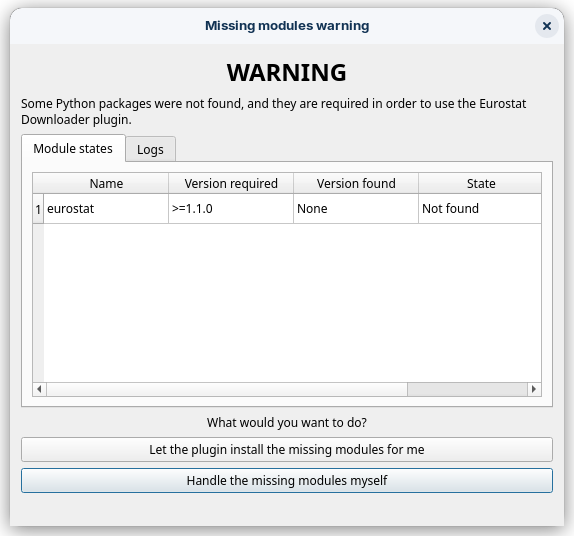 Missing modules warning
WARNING
Some Python packages were not found, and they are required in order to use the Eurostat
Downloader plugin.
Module states Logs
Name Version required Version found State
1 eurostat >=1.1.0 None Not found
What would you want to do?
Let the plugin install the missing modules for me
Handle the missing modules myself